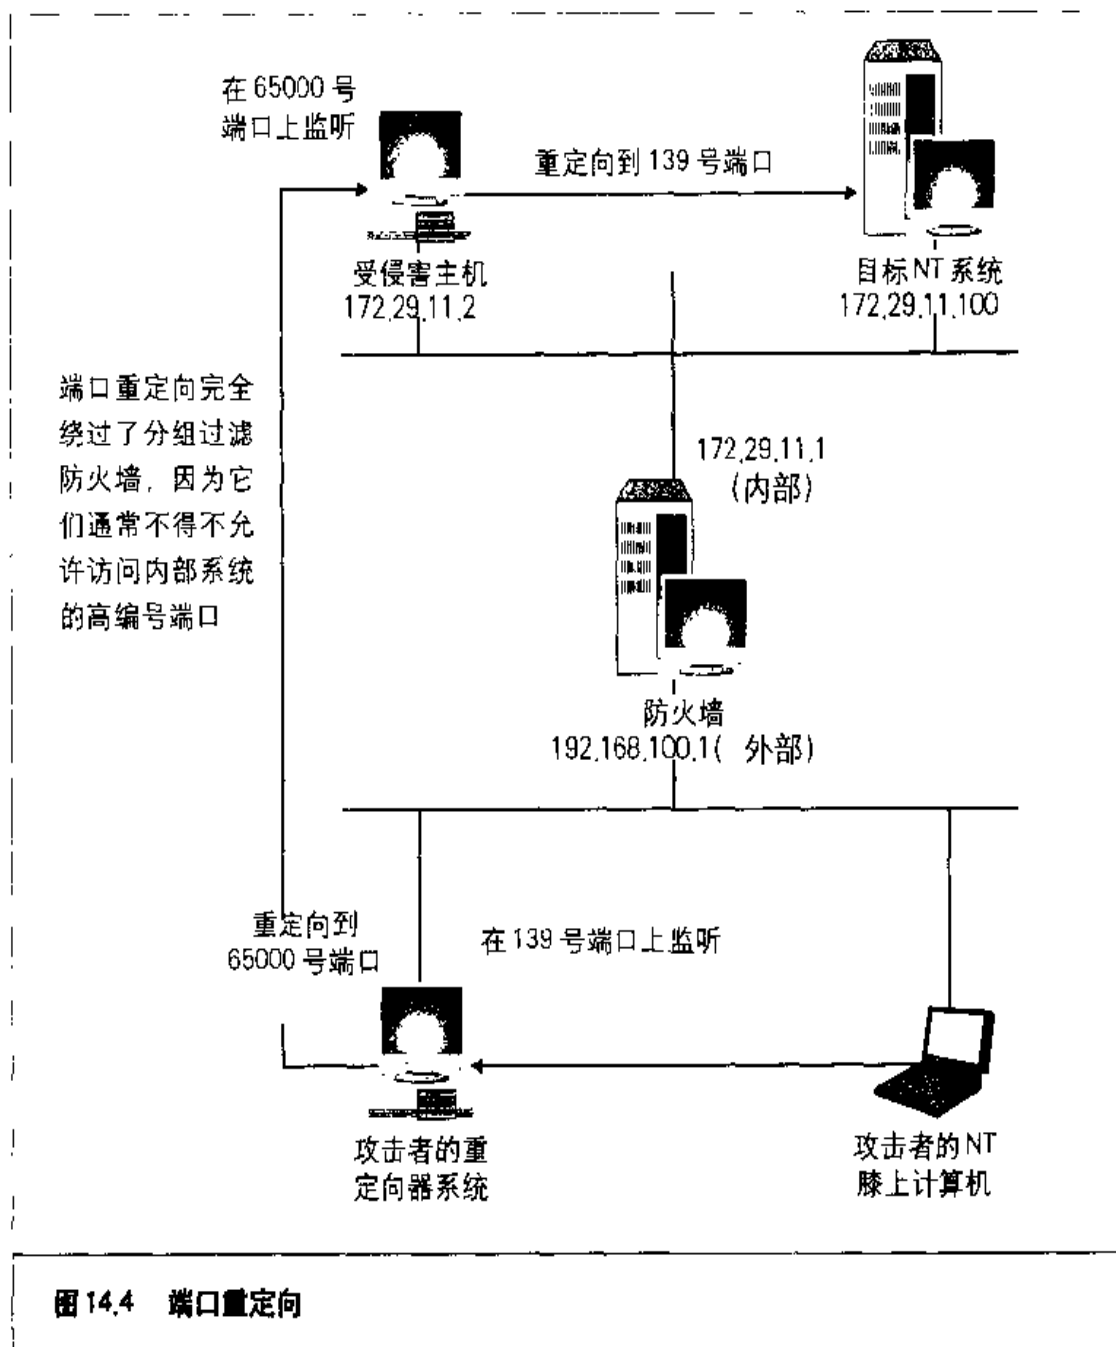 在 65000 号
端口上监听
重定向到 139 号端口
受侵害主机
172.29.11.2
目标 NT 系统
172.29.11.100
端口重定向完全
绕过了分组过滤
防火墙，因为它
们通常不得不允
许访问内部系统
的高编号端口
172.29.11.1
(内部)
防火墙
192.168.100.1( 外部)
重定向到
65000 号端口
在 139 号端口上监听
攻击者的重
定向器系统
攻击者的 NT
膝上计算机
图 14.4 端口重定向